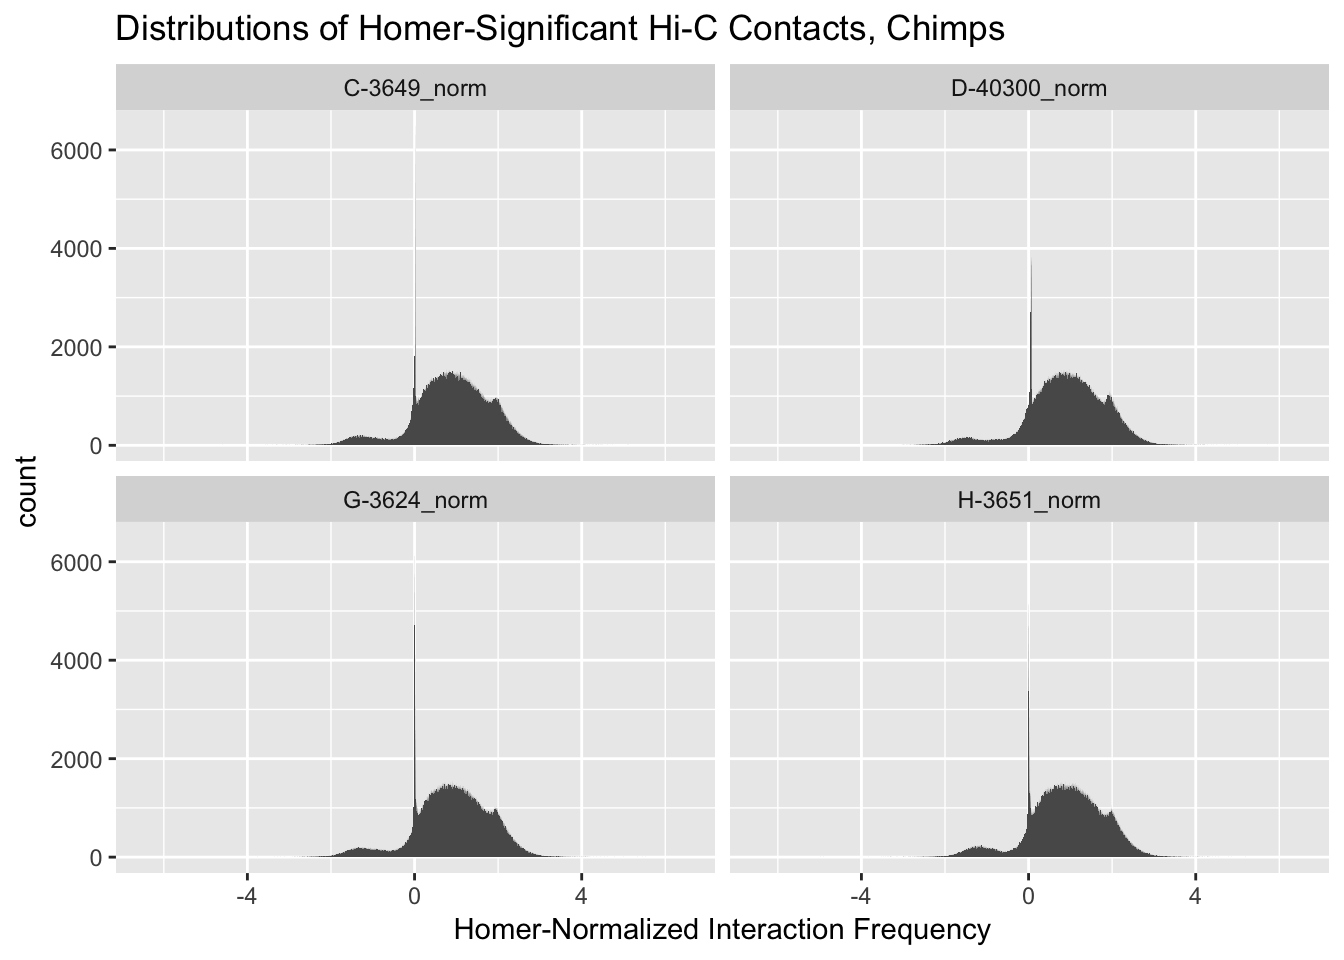 Distributions of Homer-Significant Hi-C Contacts, Chimps
C-3649_norm
D-40300_norm
6000
4000
2000
0
count
G-3624_norm
H-3651_norm
6000
4000
2000
0
-4 0 4
-4 0 4
Homer-Normalized Interaction Frequency